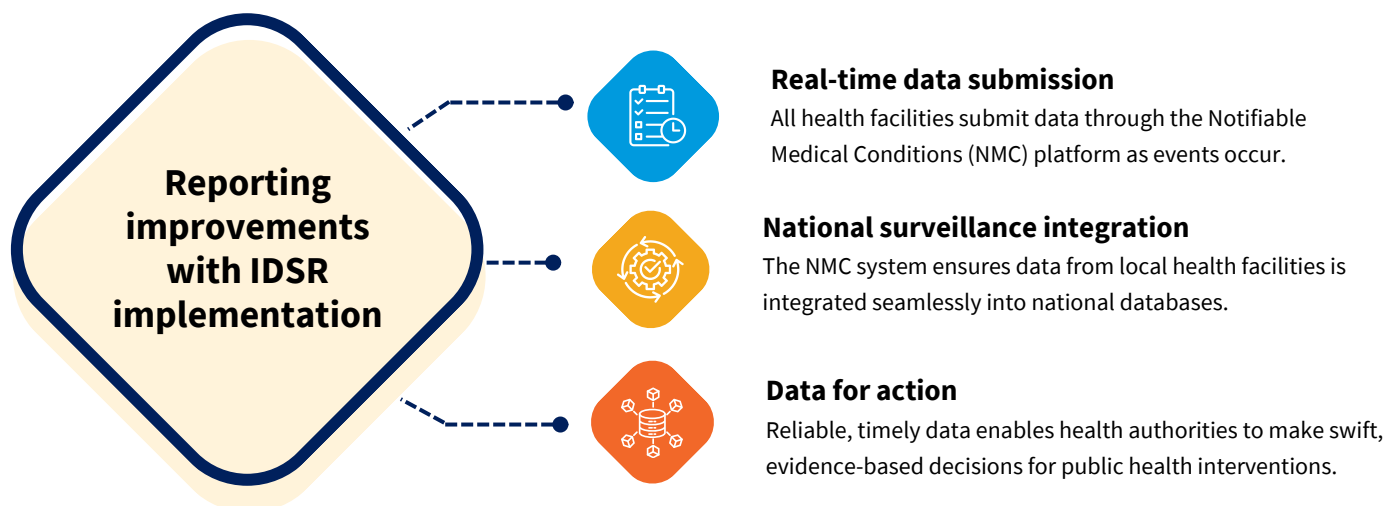 Reporting
improvements
with IDSR
implementation
Real-time data submission
All health facilities submit data through the Notifiable
Medical Conditions (NMC) platform as events occur.
National surveillance integration
The NMC system ensures data from local health facilities is
integrated seamlessly into national databases.
Data for action
Reliable, timely data enables health authorities to make swift,
evidence-based decisions for public health interventions.